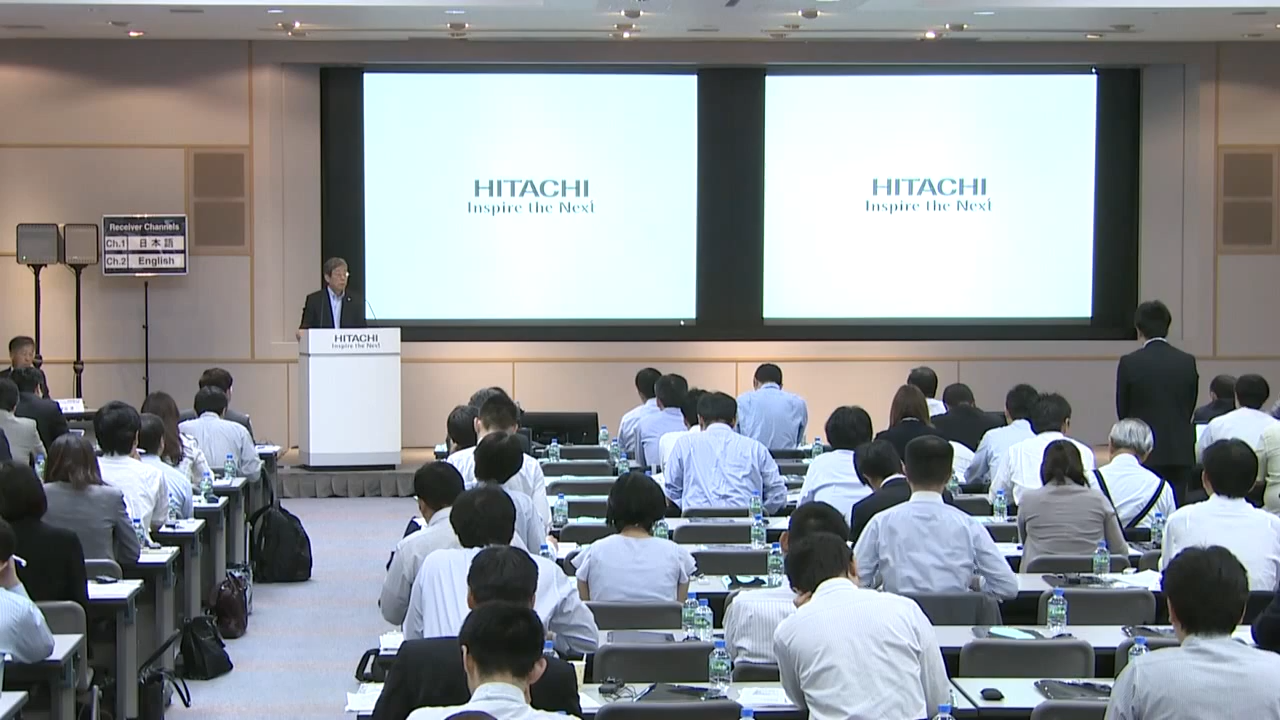 HITACHI
Inspire the Next
HITACHI
Inspire the Next
Receiver Channels
Ch.1 日本語
Ch.2 English
HITACHI
Inspire the Next